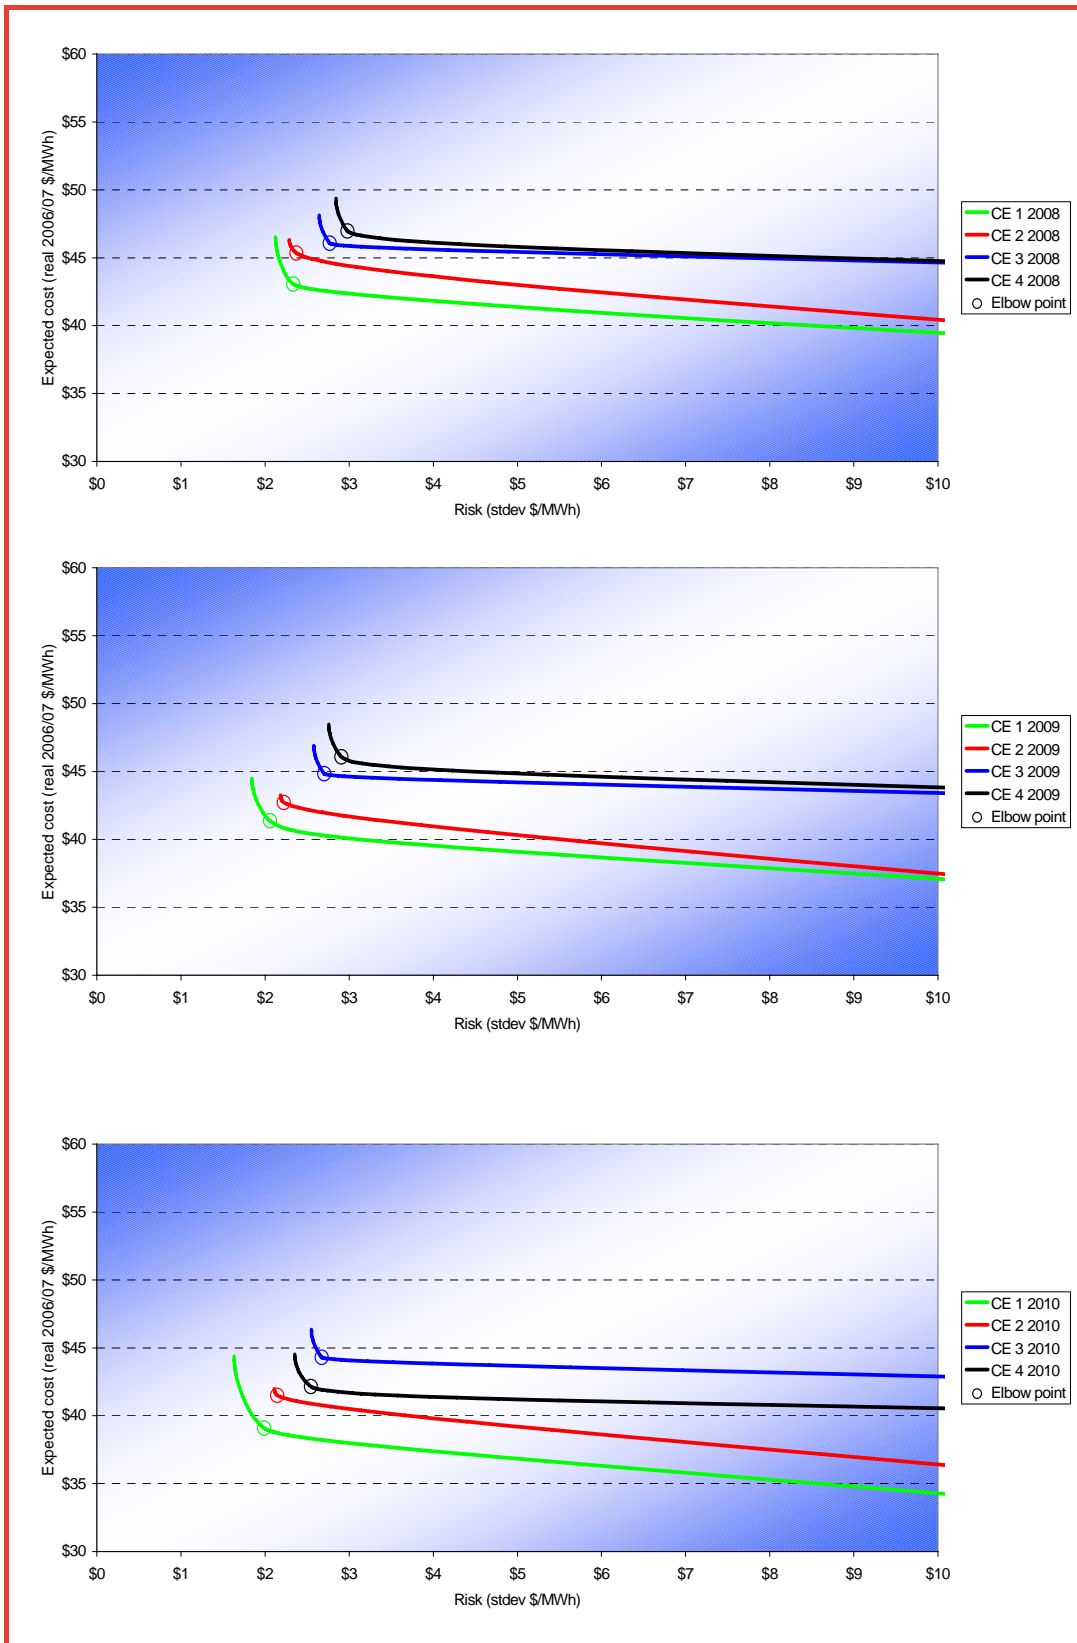 $60
$55
$50
$45
$40
$35
$30
Expected cost (real 2006/07 $/MWh)
$0 $1 $2 $3 $4 $5 $6 $7 $8 $9 $10
Risk (stdev $/MWh)
CE 1 2008
CE 2 2008
CE 3 2008
CE 4 2008
Elbow point
$60
$55
$50
$45
$40
$35
$30
Expected cost (real 2006/07 $/MWh)
$0 $1 $2 $3 $4 $5 $6 $7 $8 $9 $10
Risk (stdev $/MWh)
CE 1 2009
CE 2 2009
CE 3 2009
CE 4 2009
Elbow point
$60
$55
$50
$45
$40
$35
$30
Expected cost (real 2006/07 $/MWh)
$0 $1 $2 $3 $4 $5 $6 $7 $8 $9 $10
Risk (stdev $/MWh)
CE 1 2010
CE 2 2010
CE 3 2010
CE 4 2010
Elbow point